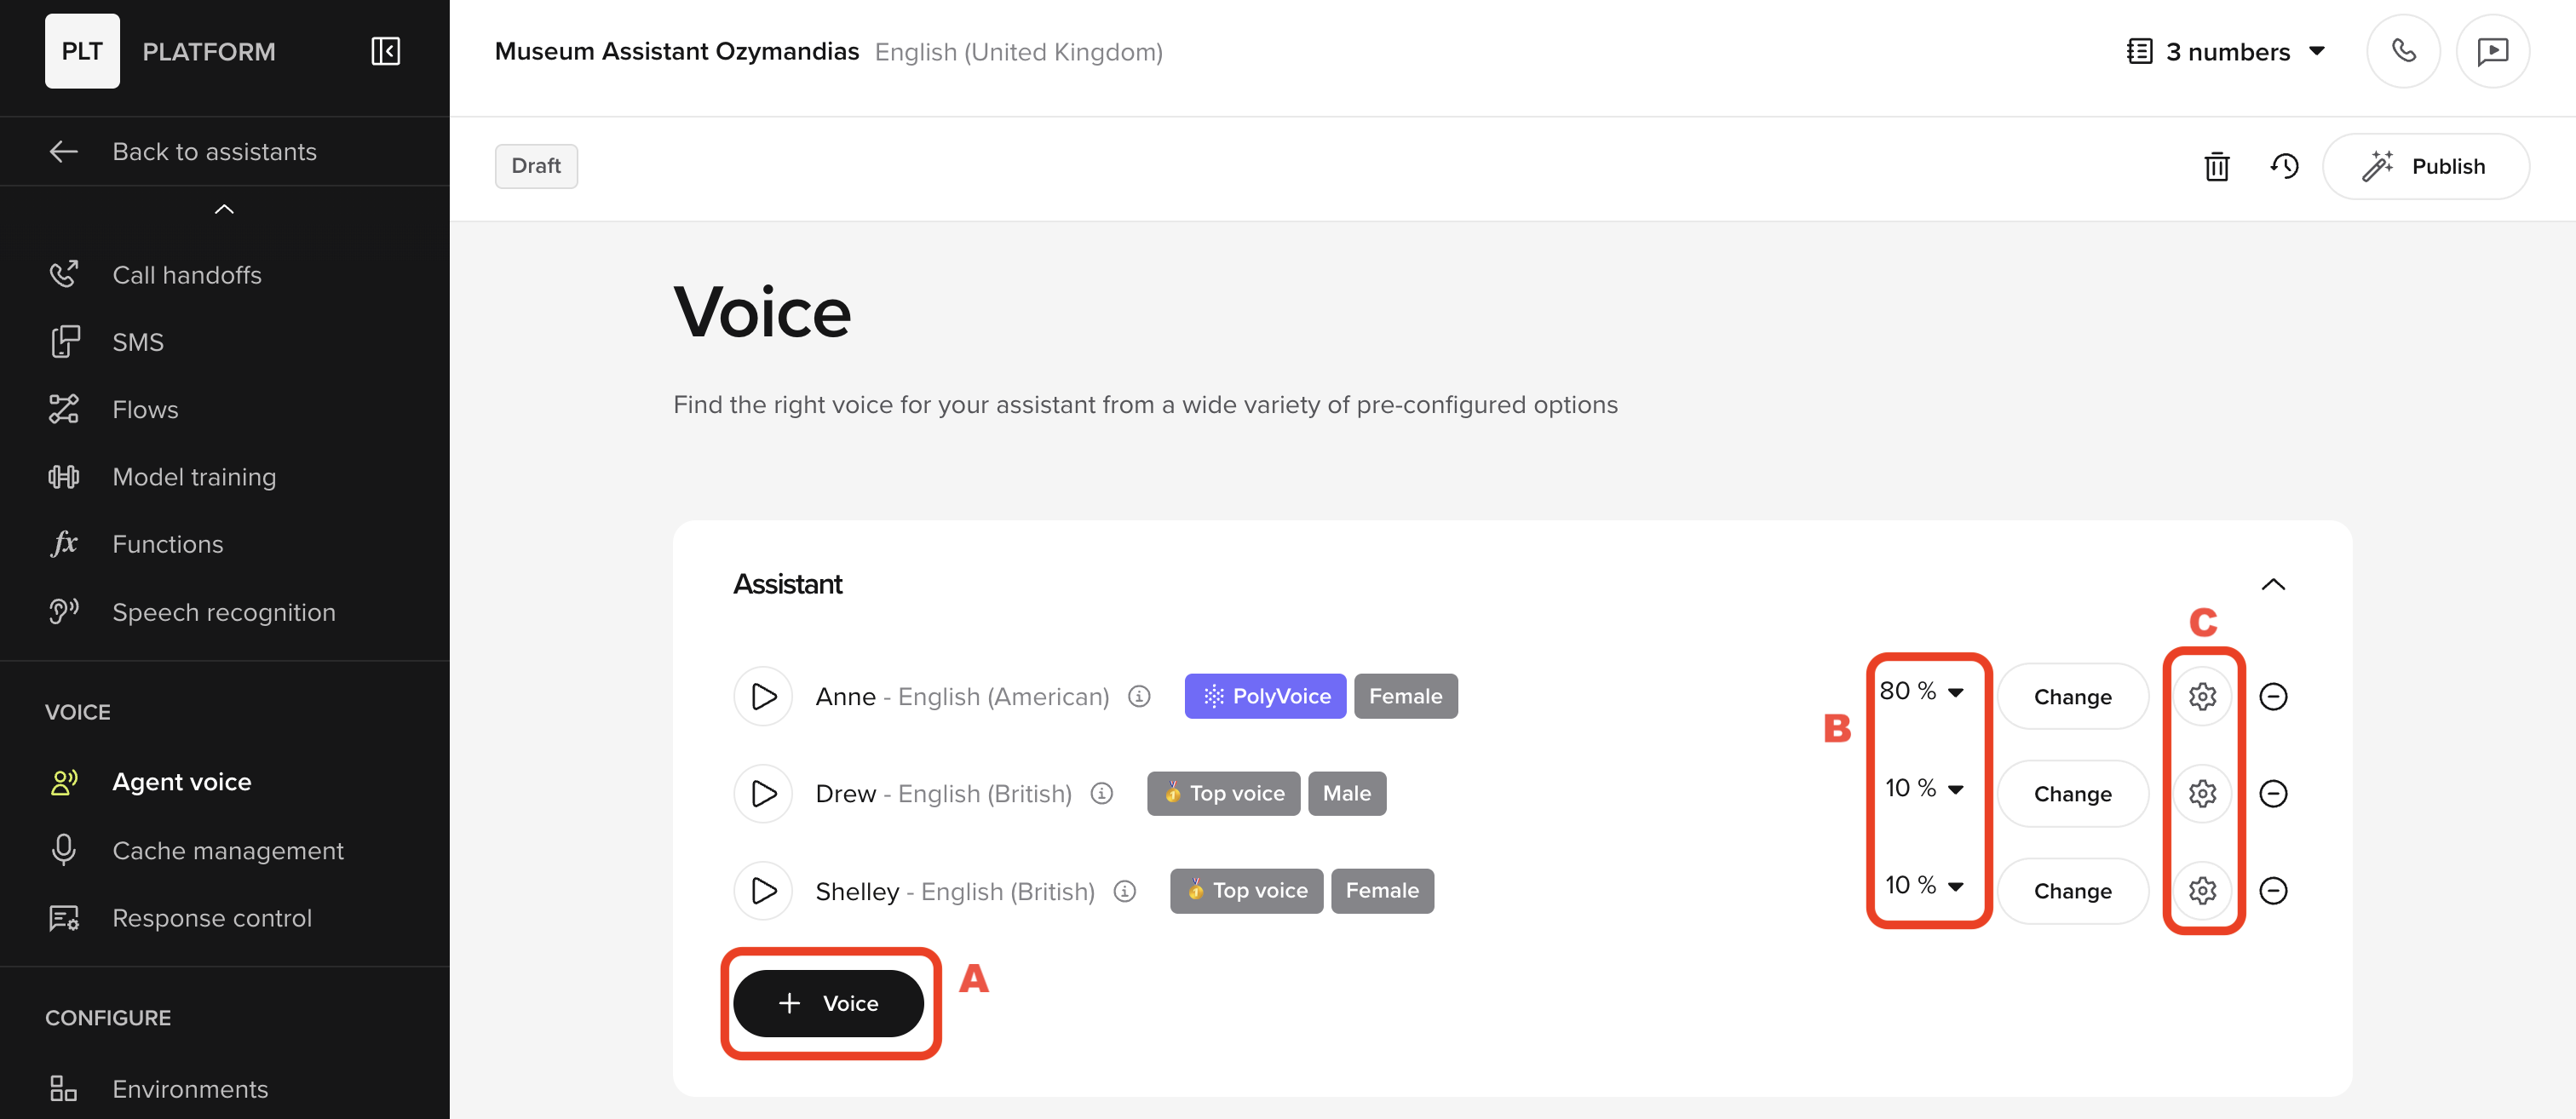 PLT PLATFORM
Back to assistants
Call handoffs
SMS
Flows
Model training
fx Functions
Speech recognition
VOICE
Agent voice
Cache management
Response control
CONFIGURE
Environments
Museum Assistant Ozymandias English (United Kingdom)
3 numbers
Draft
Publish
Voice
Find the right voice for your assistant from a wide variety of pre-configured options
Assistant
C
Anne - English (American) PolyVoice Female 80 % Change
B
Drew - English (British) Top voice Male 10 % Change
Shelley - English (British) Top voice Female 10 % Change
A
+ Voice